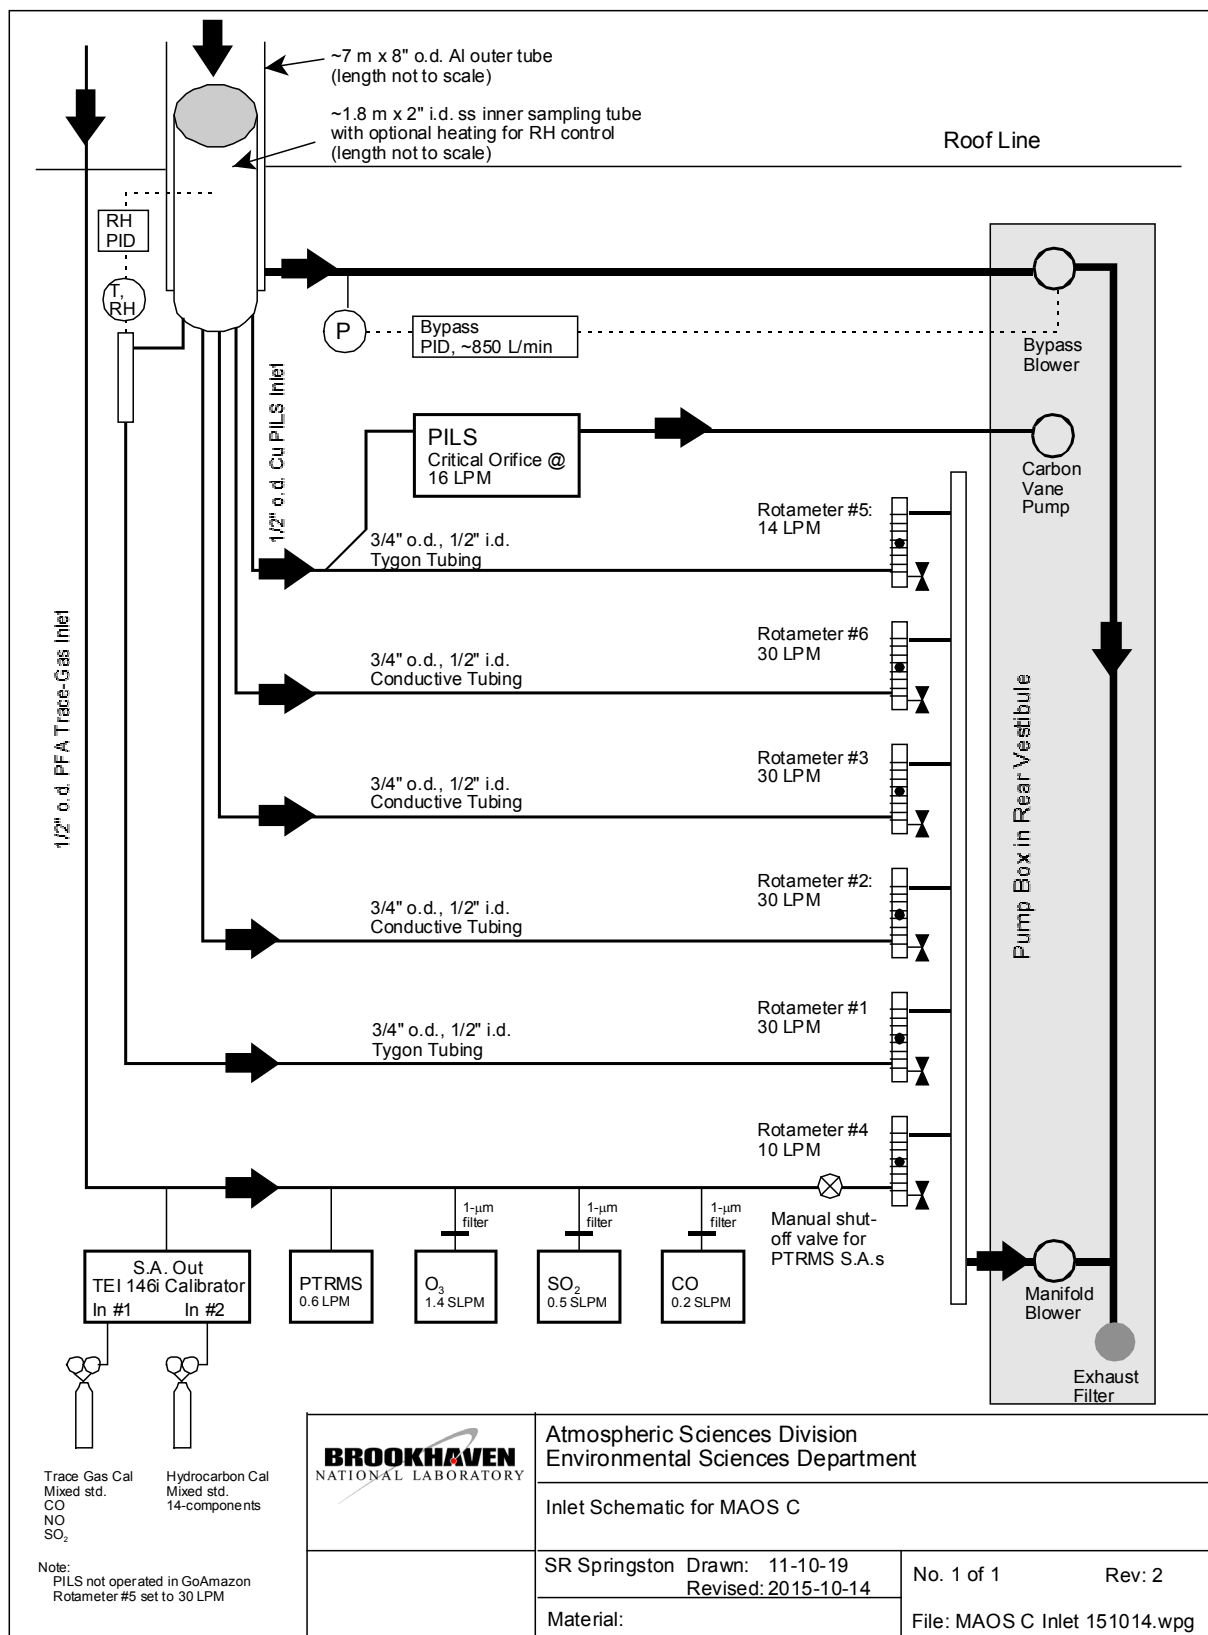 ~7 m x 8" o.d. Al outer tube
(length not to scale)
~1.8 m x 2" i.d. ss inner sampling tube
with optional heating for RH control
(length not to scale)
Roof Line
RH
PID
T,
RH
P
Bypass
PID, ~850 L/min
Bypass
Blower
1/2" o.d. Cu PILS Inlet
PILS
Critical Orifice @
16 LPM
Carbon
Vane
Pump
Rotameter #5:
14 LPM
3/4" o.d., 1/2" i.d.
Tygon Tubing
1/2" o.d. PFA Trace-Gas Inlet
Rotameter #6
30 LPM
3/4" o.d., 1/2" i.d.
Conductive Tubing
Pump Box in Rear Vestibule
Rotameter #3
30 LPM
3/4" o.d., 1/2" i.d.
Conductive Tubing
Rotameter #2:
30 LPM
3/4" o.d., 1/2" i.d.
Conductive Tubing
Rotameter #1
30 LPM
3/4" o.d., 1/2" i.d.
Tygon Tubing
Rotameter #4
10 LPM
1-μm
filter
1-μm
filter
1-μm
filter
Manual shut-
off valve for
PTRMS S.A.s
S.A. Out
TEI 146i Calibrator
In #1 In #2
PTRMS
0.6 LPM
O₃
1.4 SLPM
SO₂
0.5 SLPM
CO
0.2 SLPM
Manifold
Blower
Exhaust
Filter
Trace Gas Cal
Mixed std.
CO
NO
SO₂
Hydrocarbon Cal
Mixed std.
14-components
Note:
PILS not operated in GoAmazon
Rotameter #5 set to 30 LPM
BROOKHAVEN
NATIONAL LABORATORY
Atmospheric Sciences Division
Environmental Sciences Department
Inlet Schematic for MAOS C
SR Springston Drawn: 11-10-19
Revised: 2015-10-14
No. 1 of 1 Rev: 2
Material:
File: MAOS C Inlet 151014.wpg